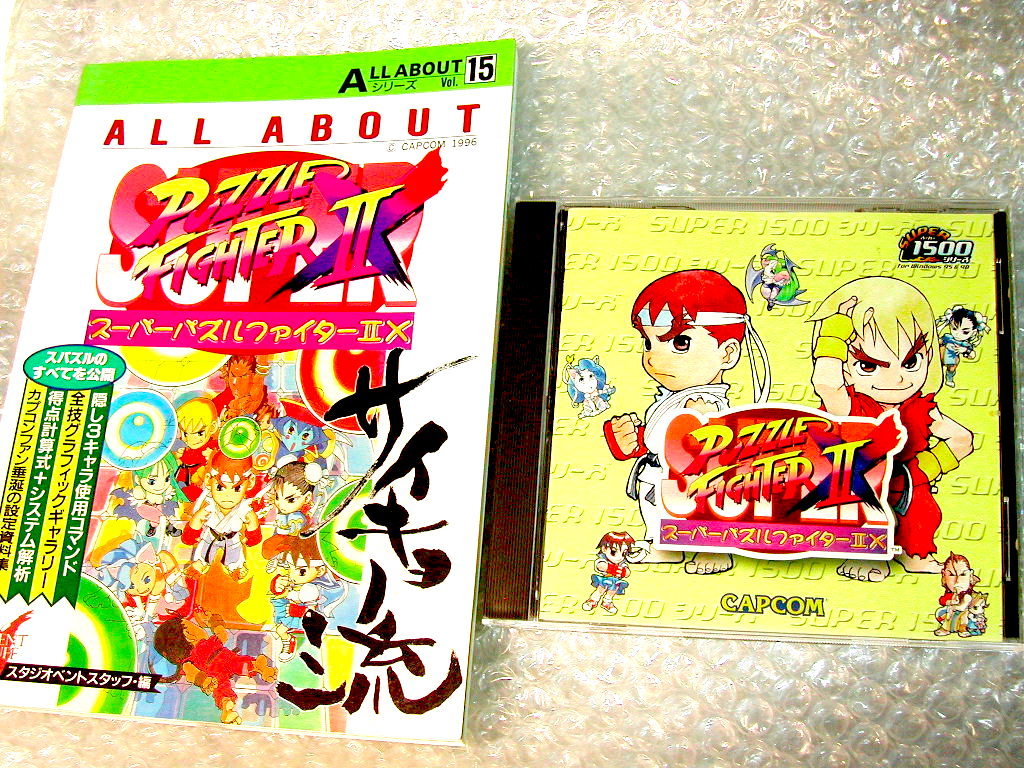 ALL ABOUT
シリーズ Vol. 15
ALL ABOUT
© CAPCOM 1996
SUPER
PUZZLE
FIGHTER II X
スーパーパズルファイターⅡX
スパズルの
すべてを公開
隠し3キャラ使用コマンド
全技グラフィックギャラリー
得点計算式+システム解析
カプコンファン垂涎の設定資料集
サイキョー流
スタジオベントスタッフ・編
SUPER 1500 シリーズ
SUPER
スーパー
1500
シリーズ
for Windows 95 & 98
SUPER
PUZZLE
FIGHTER II X
スーパーパズルファイターⅡX
TM
CAPCOM